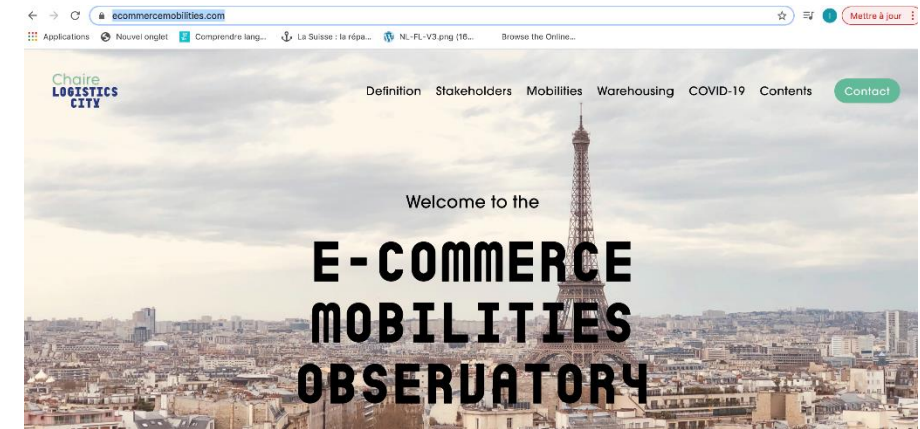 ecommercemobilities.com
Mettre à jour
Applications Nouvel onglet Comprendre lang... La Suisse : la répa... NL-FL-V3.png (16... Browse the Online...
Chaire
LOGISTICS
CITY
Definition Stakeholders Mobilities Warehousing COVID-19 Contents Contact
Welcome to the
E-COMMERCE
MOBILITIES
OBSERVATORY